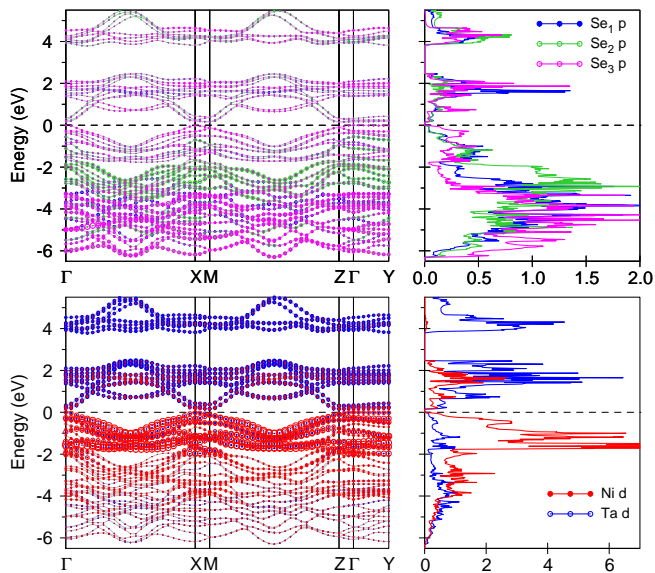 Energy (eV)
4
2
0
-2
-4
-6
Γ
X
M
Z
Γ
Y
Se1 p
Se2 p
Se3 p
0.0
0.5
1.0
1.5
2.0
Energy (eV)
4
2
0
-2
-4
-6
Γ
X
M
Z
Γ
Y
Ni d
Ta d
0
2
4
6